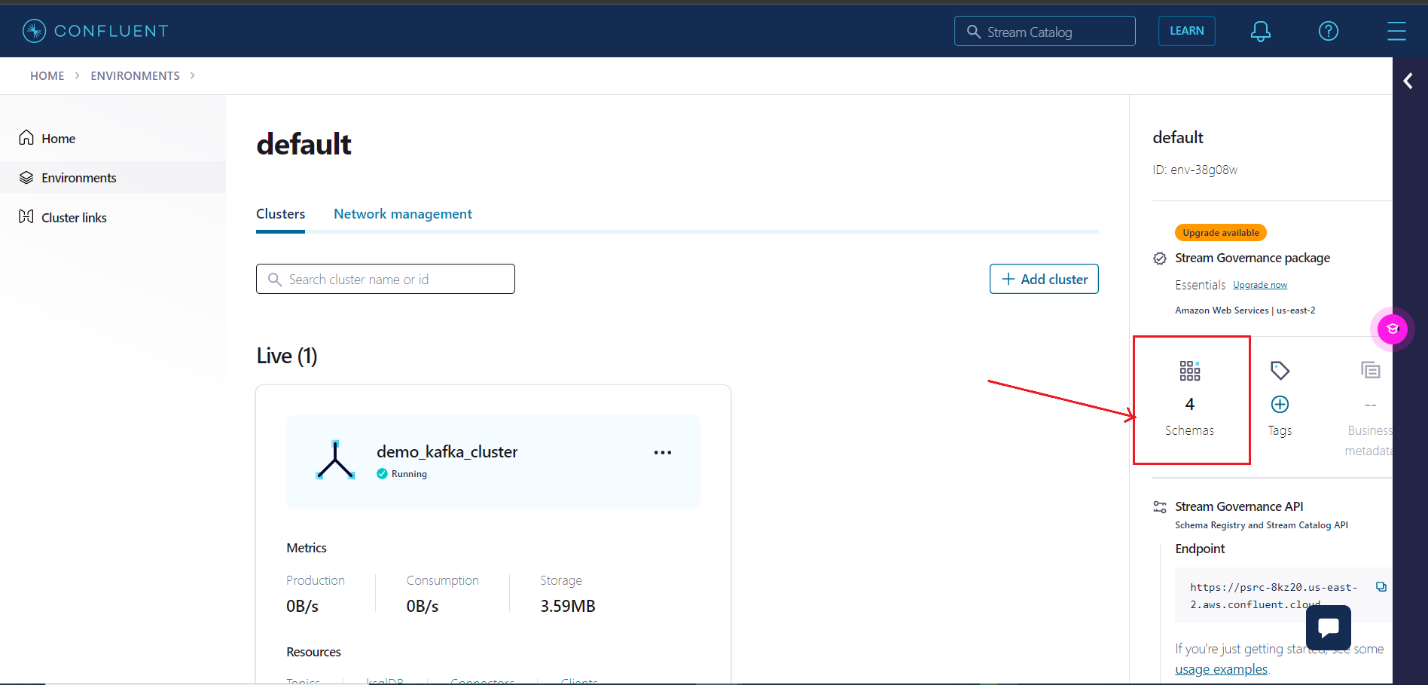 CONFLUENT
Stream Catalog
LEARN
HOME > ENVIRONMENTS >
Home
Environments
Cluster links
default
Clusters
Network management
Search cluster name or id
Add cluster
Live (1)
demo_kafka_cluster
Running
Metrics
Production
Consumption
Storage
0B/s
0B/s
3.59MB
Resources
Topics
ksqlDB
Connectors
Clients
default
ID: env-38g08w
Upgrade available
Stream Governance package
Essentials Upgrade now
Amazon Web Services | us-east-2
4
Schemas
Tags
--
Business
metadata
Stream Governance API
Schema Registry and Stream Catalog API
Endpoint
https://psrc-8kz20.us-east-
2.aws.confluent.cloud
If you're just getting started, see some
usage examples.